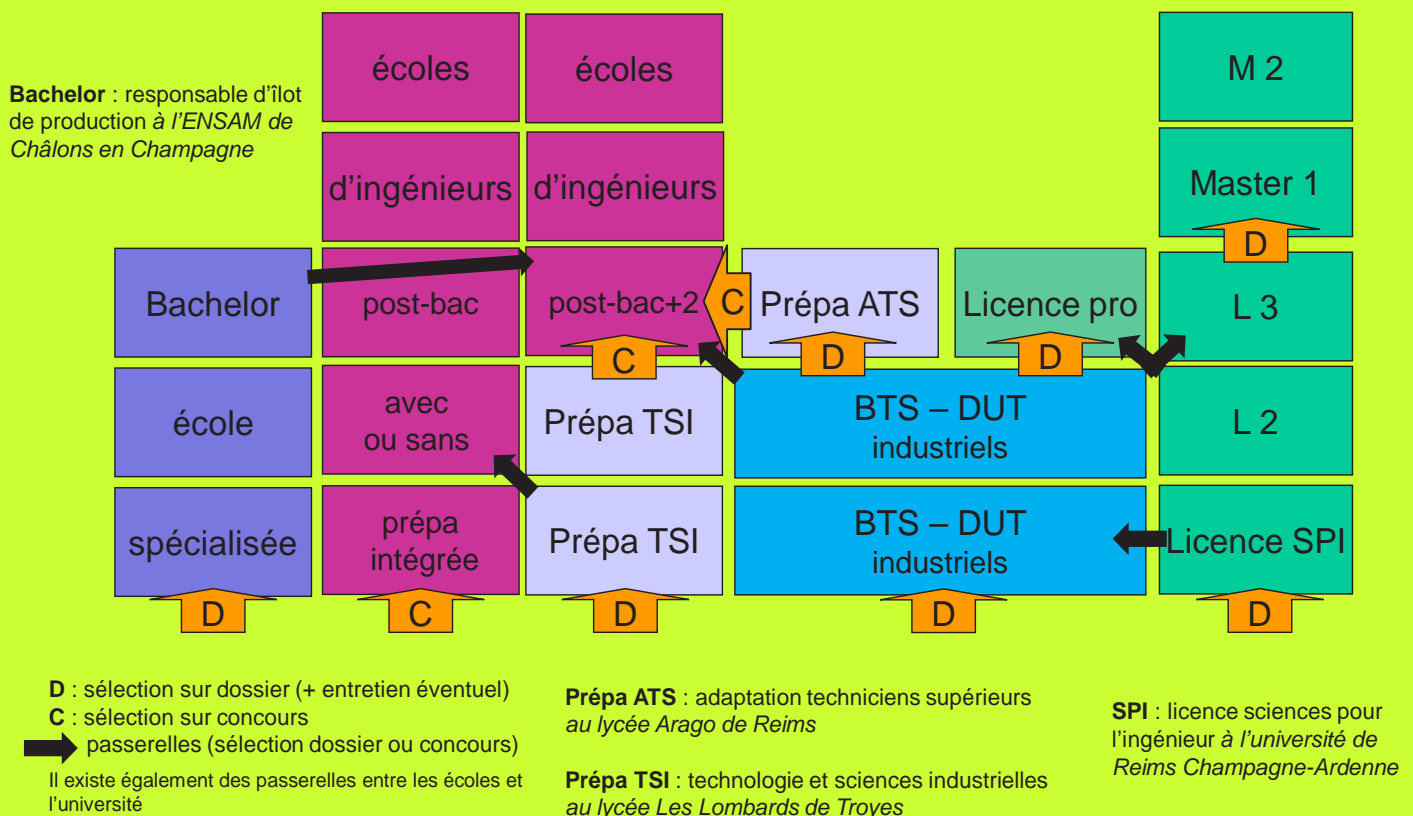 écoles
écoles
M 2
Bachelor : responsable d'îlot
de production à l'ENSAM de
Châlons en Champagne
d'ingénieurs
d'ingénieurs
Master 1
D
Bachelor
post-bac
post-bac+2
C
Prépa ATS
Licence pro
L 3
C
D
D
école
avec
ou sans
Prépa TSI
BTS – DUT
industriels
L 2
spécialisée
prépa
intégrée
Prépa TSI
BTS – DUT
industriels
Licence SPI
D
C
D
D
D
D : sélection sur dossier (+ entretien éventuel)
C : sélection sur concours
passerelles (sélection dossier ou concours)
Il existe également des passerelles entre les écoles et
l'université
Prépa ATS : adaptation techniciens supérieurs
au lycée Arago de Reims
Prépa TSI : technologie et sciences industrielles
au lycée Les Lombards de Troyes
SPI : licence sciences pour
l'ingénieur à l'université de
Reims Champagne-Ardenne